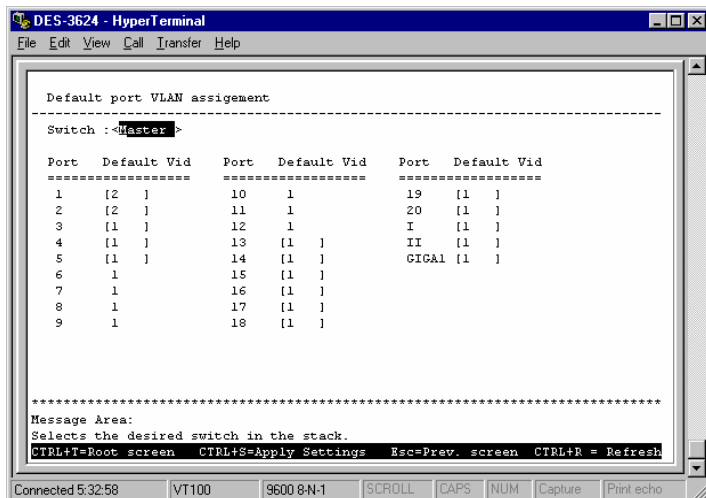 DES-3624 - HyperTerminal
File Edit View Call Transfer Help
Default port VLAN assigement
------------------------------------------------------------------------------
Switch :<Master >
Port Default Vid Port Default Vid Port Default Vid
================== ================== ==================
1 [2 ] 10 1 19 [1 ]
2 [2 ] 11 1 20 [1 ]
3 [1 ] 12 1 I [1 ]
4 [1 ] 13 [1 ] II [1 ]
5 [1 ] 14 [1 ] GIGA1 [1 ]
6 1 15 [1 ]
7 1 16 [1 ]
8 1 17 [1 ]
9 1 18 [1 ]
******************************************************************************
Message Area:
Selects the desired switch in the stack.
CTRL+T=Root screen CTRL+S=Apply Settings Esc=Prev. screen CTRL+R = Refresh
Connected 5:32:58 VT100 9600 8-N-1 SCROLL CAPS NUM Capture Print echo